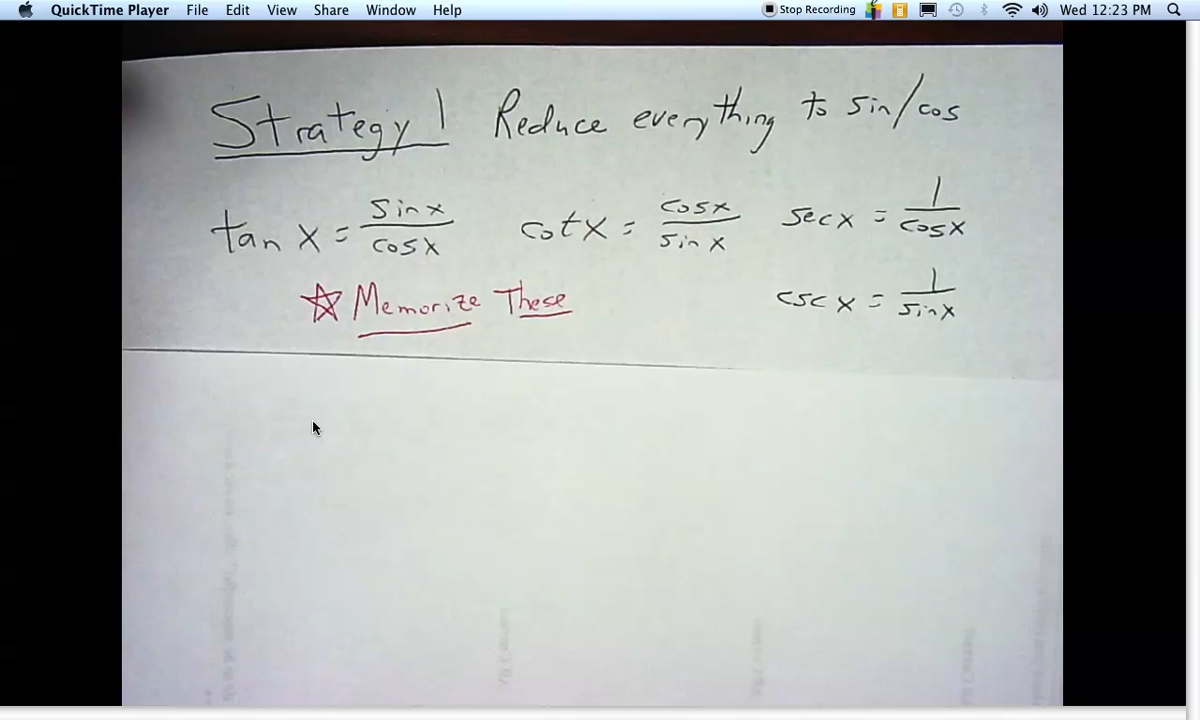 QuickTime Player File Edit View Share Window Help Stop Recording Wed 12:23 PM
Strategy 1 Reduce everything to sin/cos
tan x = sin x / cos x cot x = cos x / sin x sec x = 1 / cos x
☆ Memorize These csc x = 1 / sin x